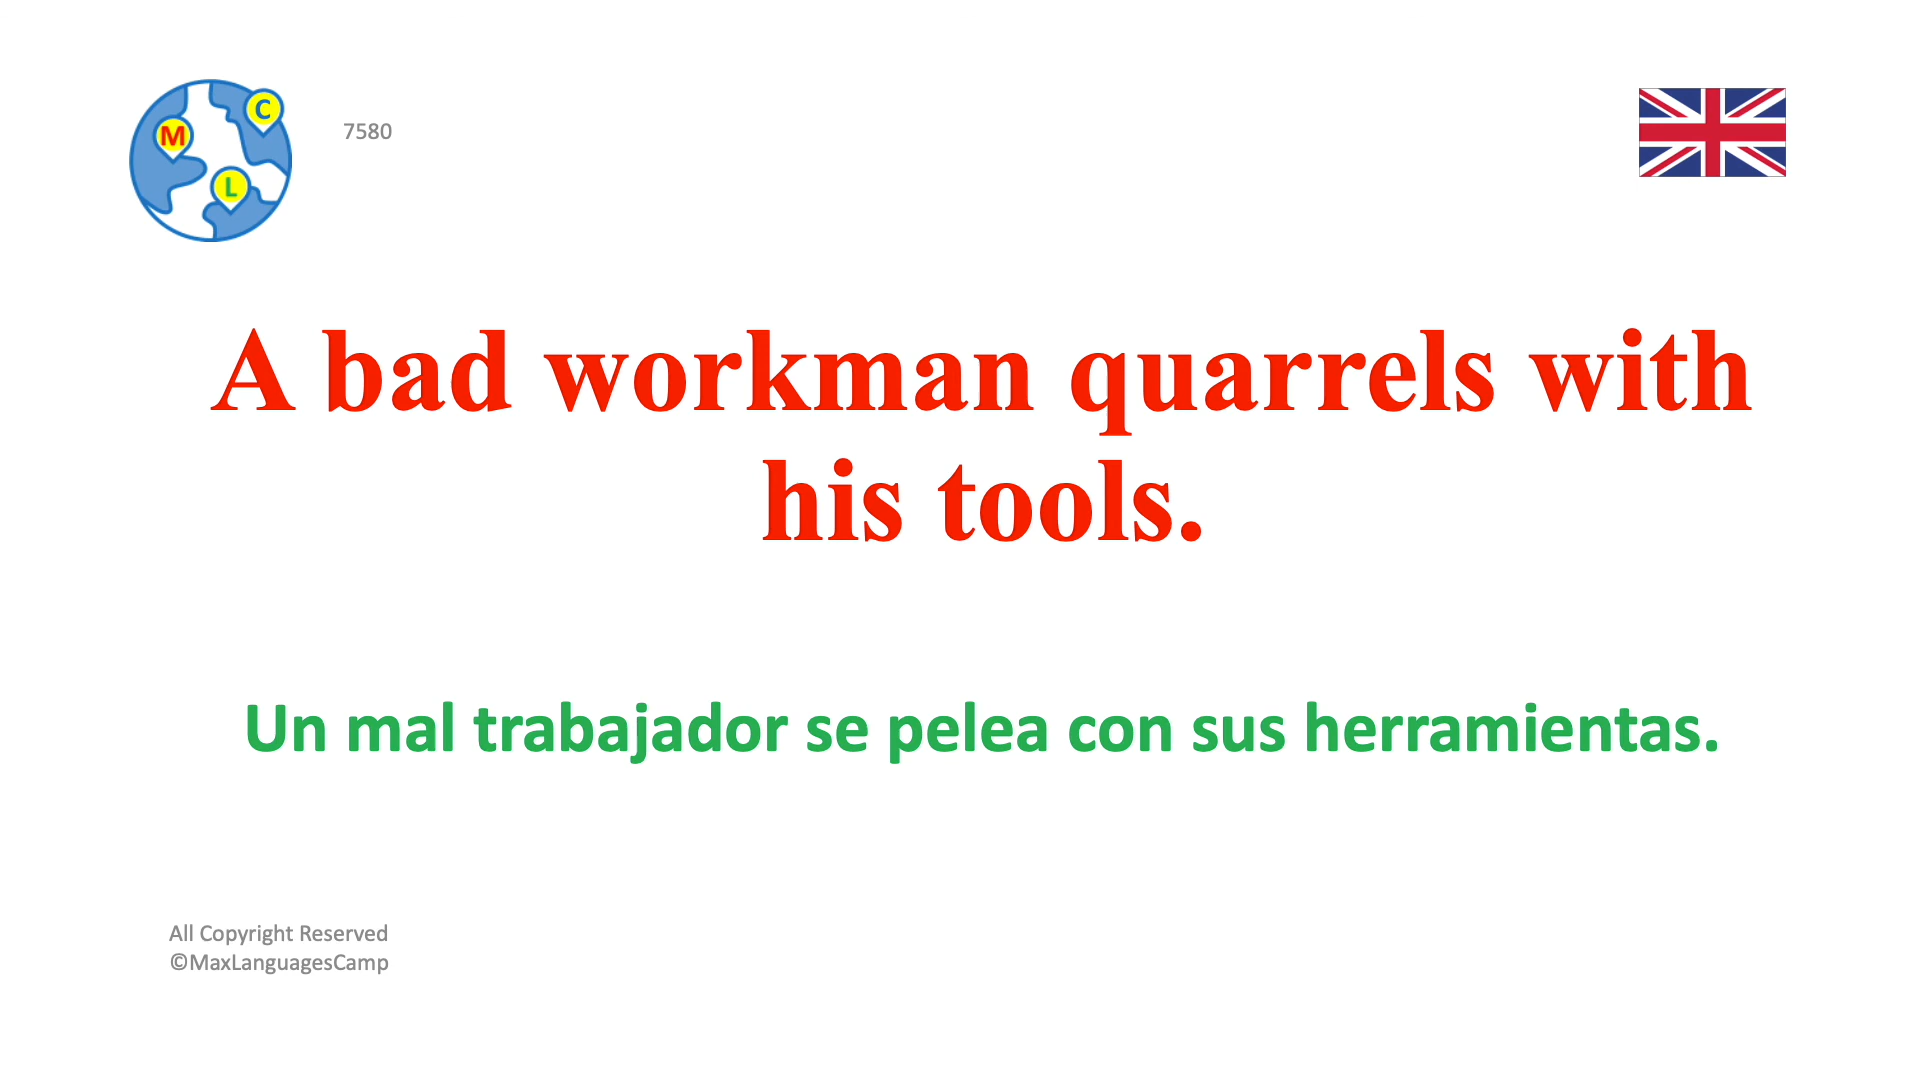 C
M
L
7580
A bad workman quarrels with
his tools.
Un mal trabajador se pelea con sus herramientas.
All Copyright Reserved
©MaxLanguagesCamp